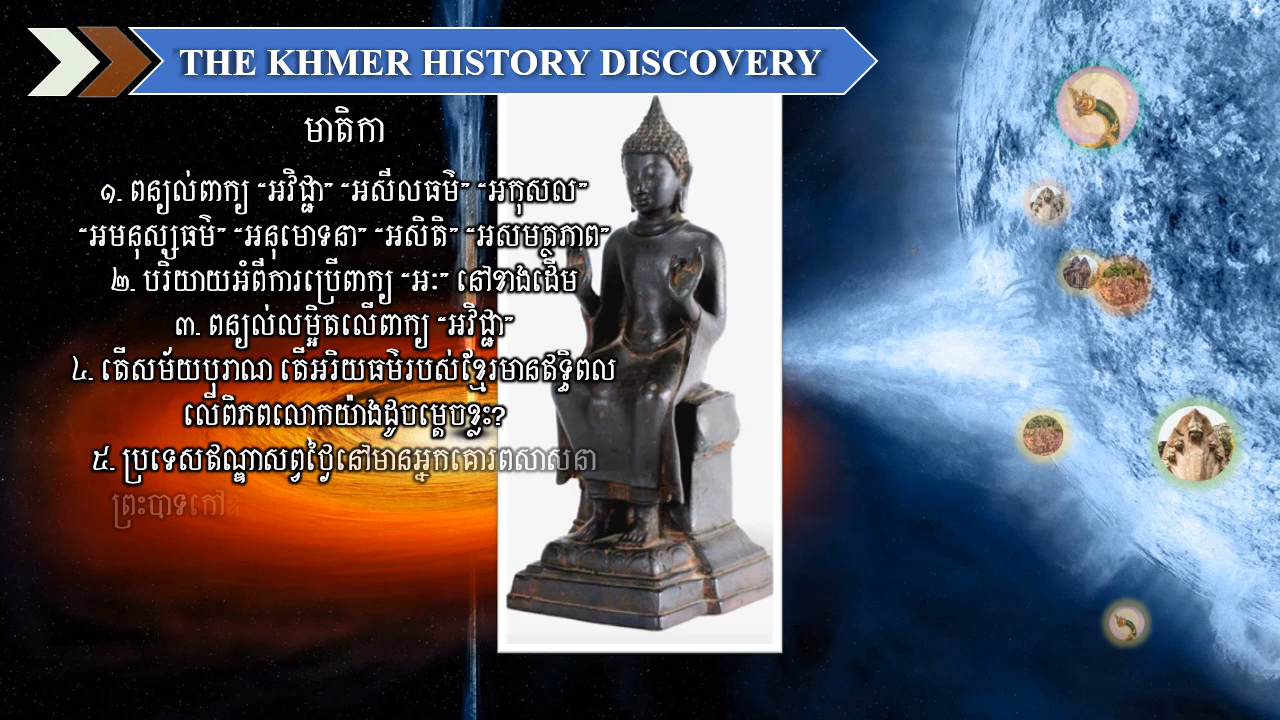 THE KHMER HISTORY DISCOVERY
មាតិកា
១. ពន្យល់ពាក្យ “អវិជ្ជា” “អសីលធម៌” “អកុសល”
“អមនុស្សធម៌” “អនុមោទនា” “អសិតិ” “អសមត្ថភាព”
២. បរិយាយអំពីការប្រើពាក្យ “អៈ” នៅខាងដើម
៣. ពន្យល់លម្អិតលើពាក្យ “អវិជ្ជា”
៤. តើសម័យបុរាណ តើអរិយធម៌របស់ខ្មែរមានឥទ្ធិពល
លើពិភពលោកយ៉ាងដូចម្ដេចខ្លះ?
៥. ប្រទេសឥណ្ឌាសព្វថ្ងៃនៅមានអ្នកគោរពសាសនា
ព្រះបាទ